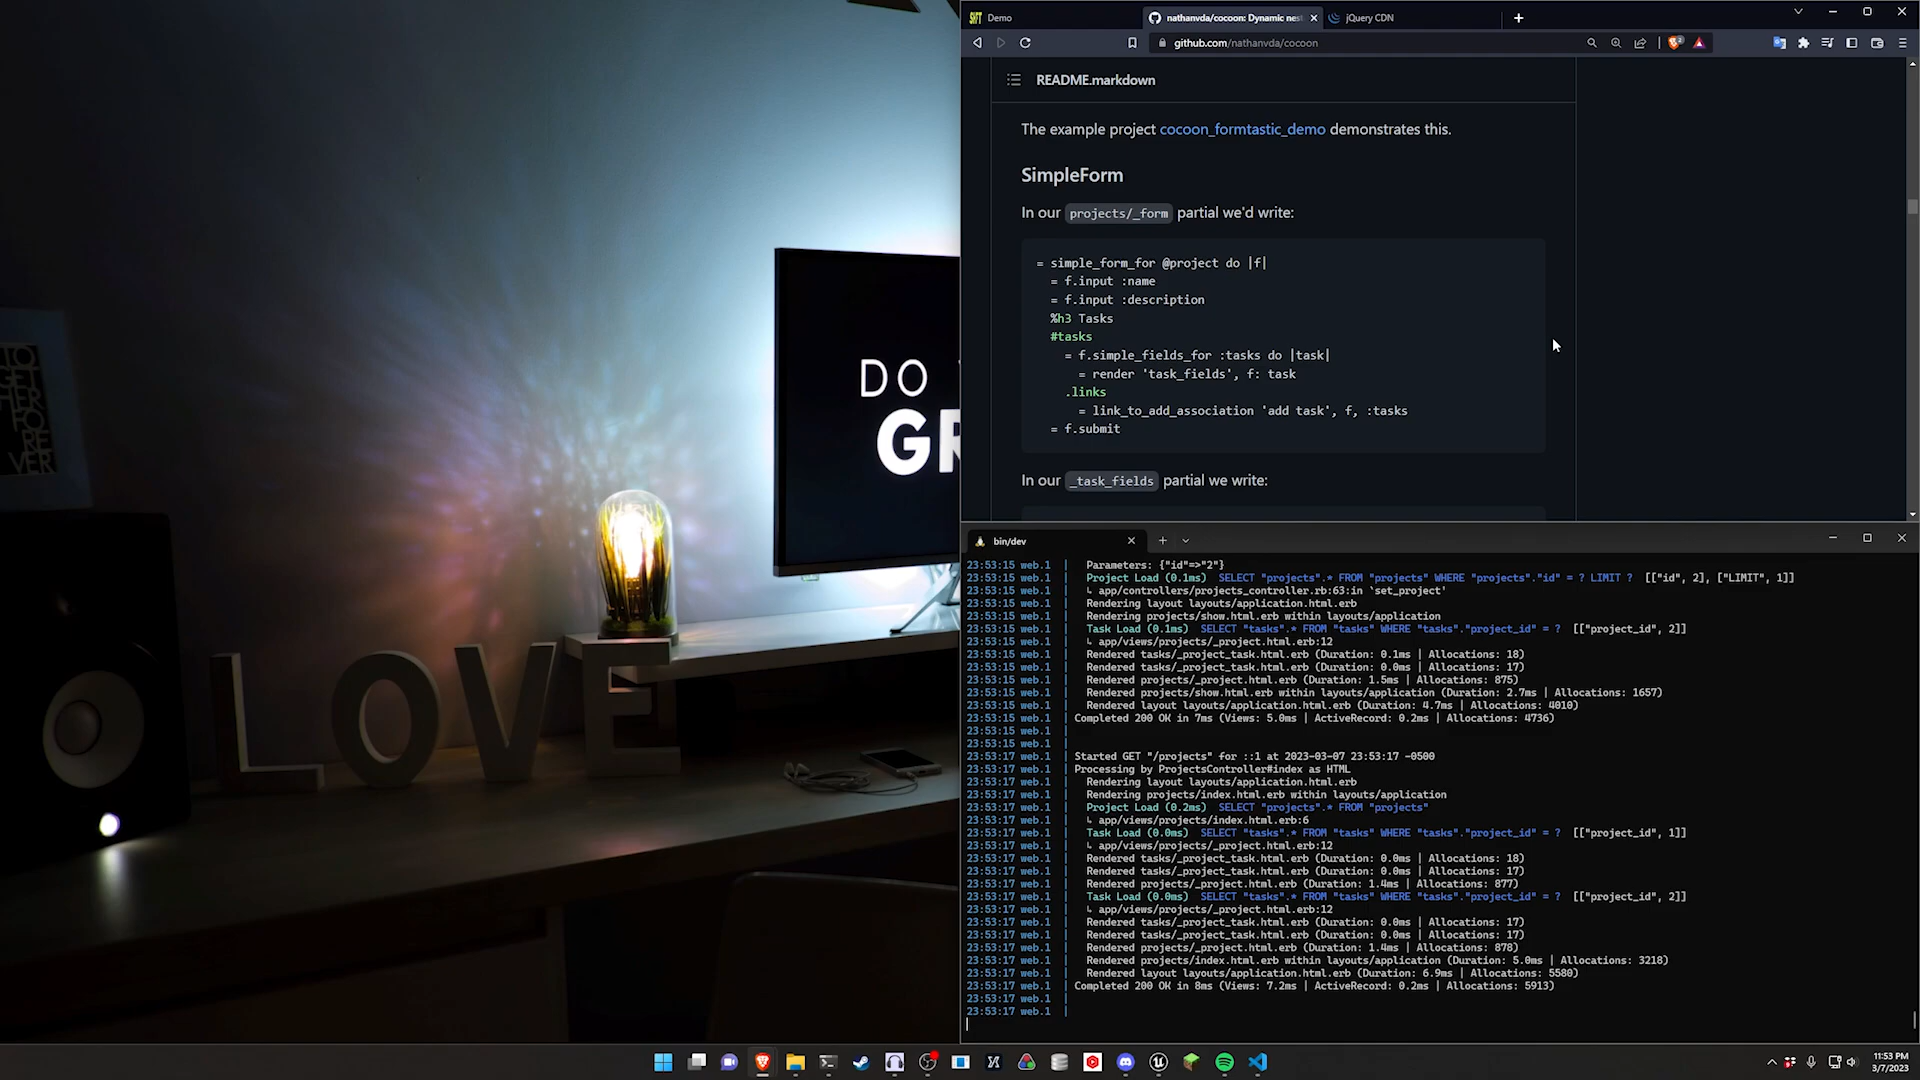 Demo
nathanvda/cocoon: Dynamic nes
jQuery CDN
github.com/nathanvda/cocoon
README.markdown
The example project cocoon_formtastic_demo demonstrates this.
SimpleForm
In our projects/_form partial we'd write:
= simple_form_for @project do |f|
= f.input :name
= f.input :description
%h3 Tasks
#tasks
= f.simple_fields_for :tasks do |task|
= render 'task_fields', f: task
.links
= link_to_add_association 'add task', f, :tasks
= f.submit
In our _task_fields partial we write:
DO
GR
TO
GET
HER
FO
RE
VER
LOVE
bin/dev
23:53:15 web.1 | Parameters: {"id"=>"2"}
23:53:15 web.1 | Project Load (0.1ms) SELECT "projects".* FROM "projects" WHERE "projects"."id" = ? LIMIT ? [["id", 2], ["LIMIT", 1]]
23:53:15 web.1 | ↳ app/controllers/projects_controller.rb:63:in `set_project'
23:53:15 web.1 | Rendering layout layouts/application.html.erb
23:53:15 web.1 | Rendering projects/show.html.erb within layouts/application
23:53:15 web.1 | Task Load (0.1ms) SELECT "tasks".* FROM "tasks" WHERE "tasks"."project_id" = ? [["project_id", 2]]
23:53:15 web.1 | ↳ app/views/projects/_project.html.erb:12
23:53:15 web.1 | Rendered tasks/_project_task.html.erb (Duration: 0.1ms | Allocations: 18)
23:53:15 web.1 | Rendered tasks/_project_task.html.erb (Duration: 0.0ms | Allocations: 17)
23:53:15 web.1 | Rendered projects/_project.html.erb (Duration: 1.5ms | Allocations: 875)
23:53:15 web.1 | Rendered projects/show.html.erb within layouts/application (Duration: 2.7ms | Allocations: 1657)
23:53:15 web.1 | Rendered layout layouts/application.html.erb (Duration: 4.7ms | Allocations: 4010)
23:53:15 web.1 | Completed 200 OK in 7ms (Views: 5.0ms | ActiveRecord: 0.2ms | Allocations: 4736)
23:53:15 web.1 |
23:53:15 web.1 |
23:53:17 web.1 | Started GET "/projects" for ::1 at 2023-03-07 23:53:17 -0500
23:53:17 web.1 | Processing by ProjectsController#index as HTML
23:53:17 web.1 | Rendering layout layouts/application.html.erb
23:53:17 web.1 | Rendering projects/index.html.erb within layouts/application
23:53:17 web.1 | Project Load (0.2ms) SELECT "projects".* FROM "projects"
23:53:17 web.1 | ↳ app/views/projects/index.html.erb:6
23:53:17 web.1 | Task Load (0.0ms) SELECT "tasks".* FROM "tasks" WHERE "tasks"."project_id" = ? [["project_id", 1]]
23:53:17 web.1 | ↳ app/views/projects/_project.html.erb:12
23:53:17 web.1 | Rendered tasks/_project_task.html.erb (Duration: 0.0ms | Allocations: 18)
23:53:17 web.1 | Rendered tasks/_project_task.html.erb (Duration: 0.0ms | Allocations: 17)
23:53:17 web.1 | Rendered projects/_project.html.erb (Duration: 1.4ms | Allocations: 877)
23:53:17 web.1 | Task Load (0.0ms) SELECT "tasks".* FROM "tasks" WHERE "tasks"."project_id" = ? [["project_id", 2]]
23:53:17 web.1 | ↳ app/views/projects/_project.html.erb:12
23:53:17 web.1 | Rendered tasks/_project_task.html.erb (Duration: 0.0ms | Allocations: 17)
23:53:17 web.1 | Rendered tasks/_project_task.html.erb (Duration: 0.0ms | Allocations: 17)
23:53:17 web.1 | Rendered projects/_project.html.erb (Duration: 1.4ms | Allocations: 878)
23:53:17 web.1 | Rendered projects/index.html.erb within layouts/application (Duration: 5.0ms | Allocations: 3218)
23:53:17 web.1 | Rendered layout layouts/application.html.erb (Duration: 6.9ms | Allocations: 5580)
23:53:17 web.1 | Completed 200 OK in 8ms (Views: 7.2ms | ActiveRecord: 0.2ms | Allocations: 5913)
23:53:17 web.1 |
23:53:17 web.1 |
11:53 PM
3/7/2023